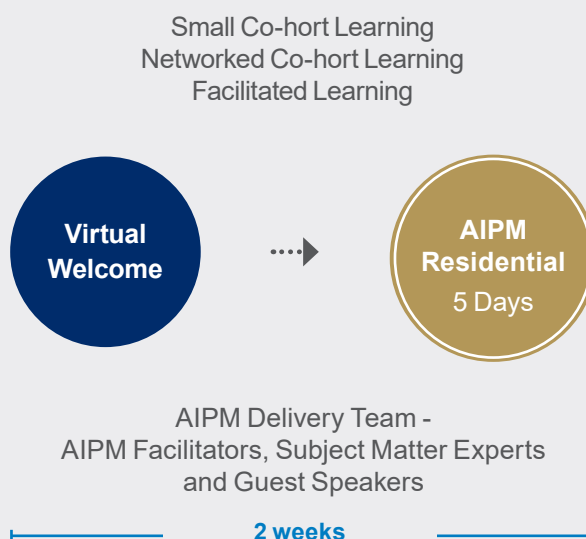 Small Co-hort Learning
Networked Co-hort Learning
Facilitated Learning
Virtual
Welcome
AIPM
Residential
5 Days
AIPM Delivery Team -
AIPM Facilitators, Subject Matter Experts
and Guest Speakers
2 weeks